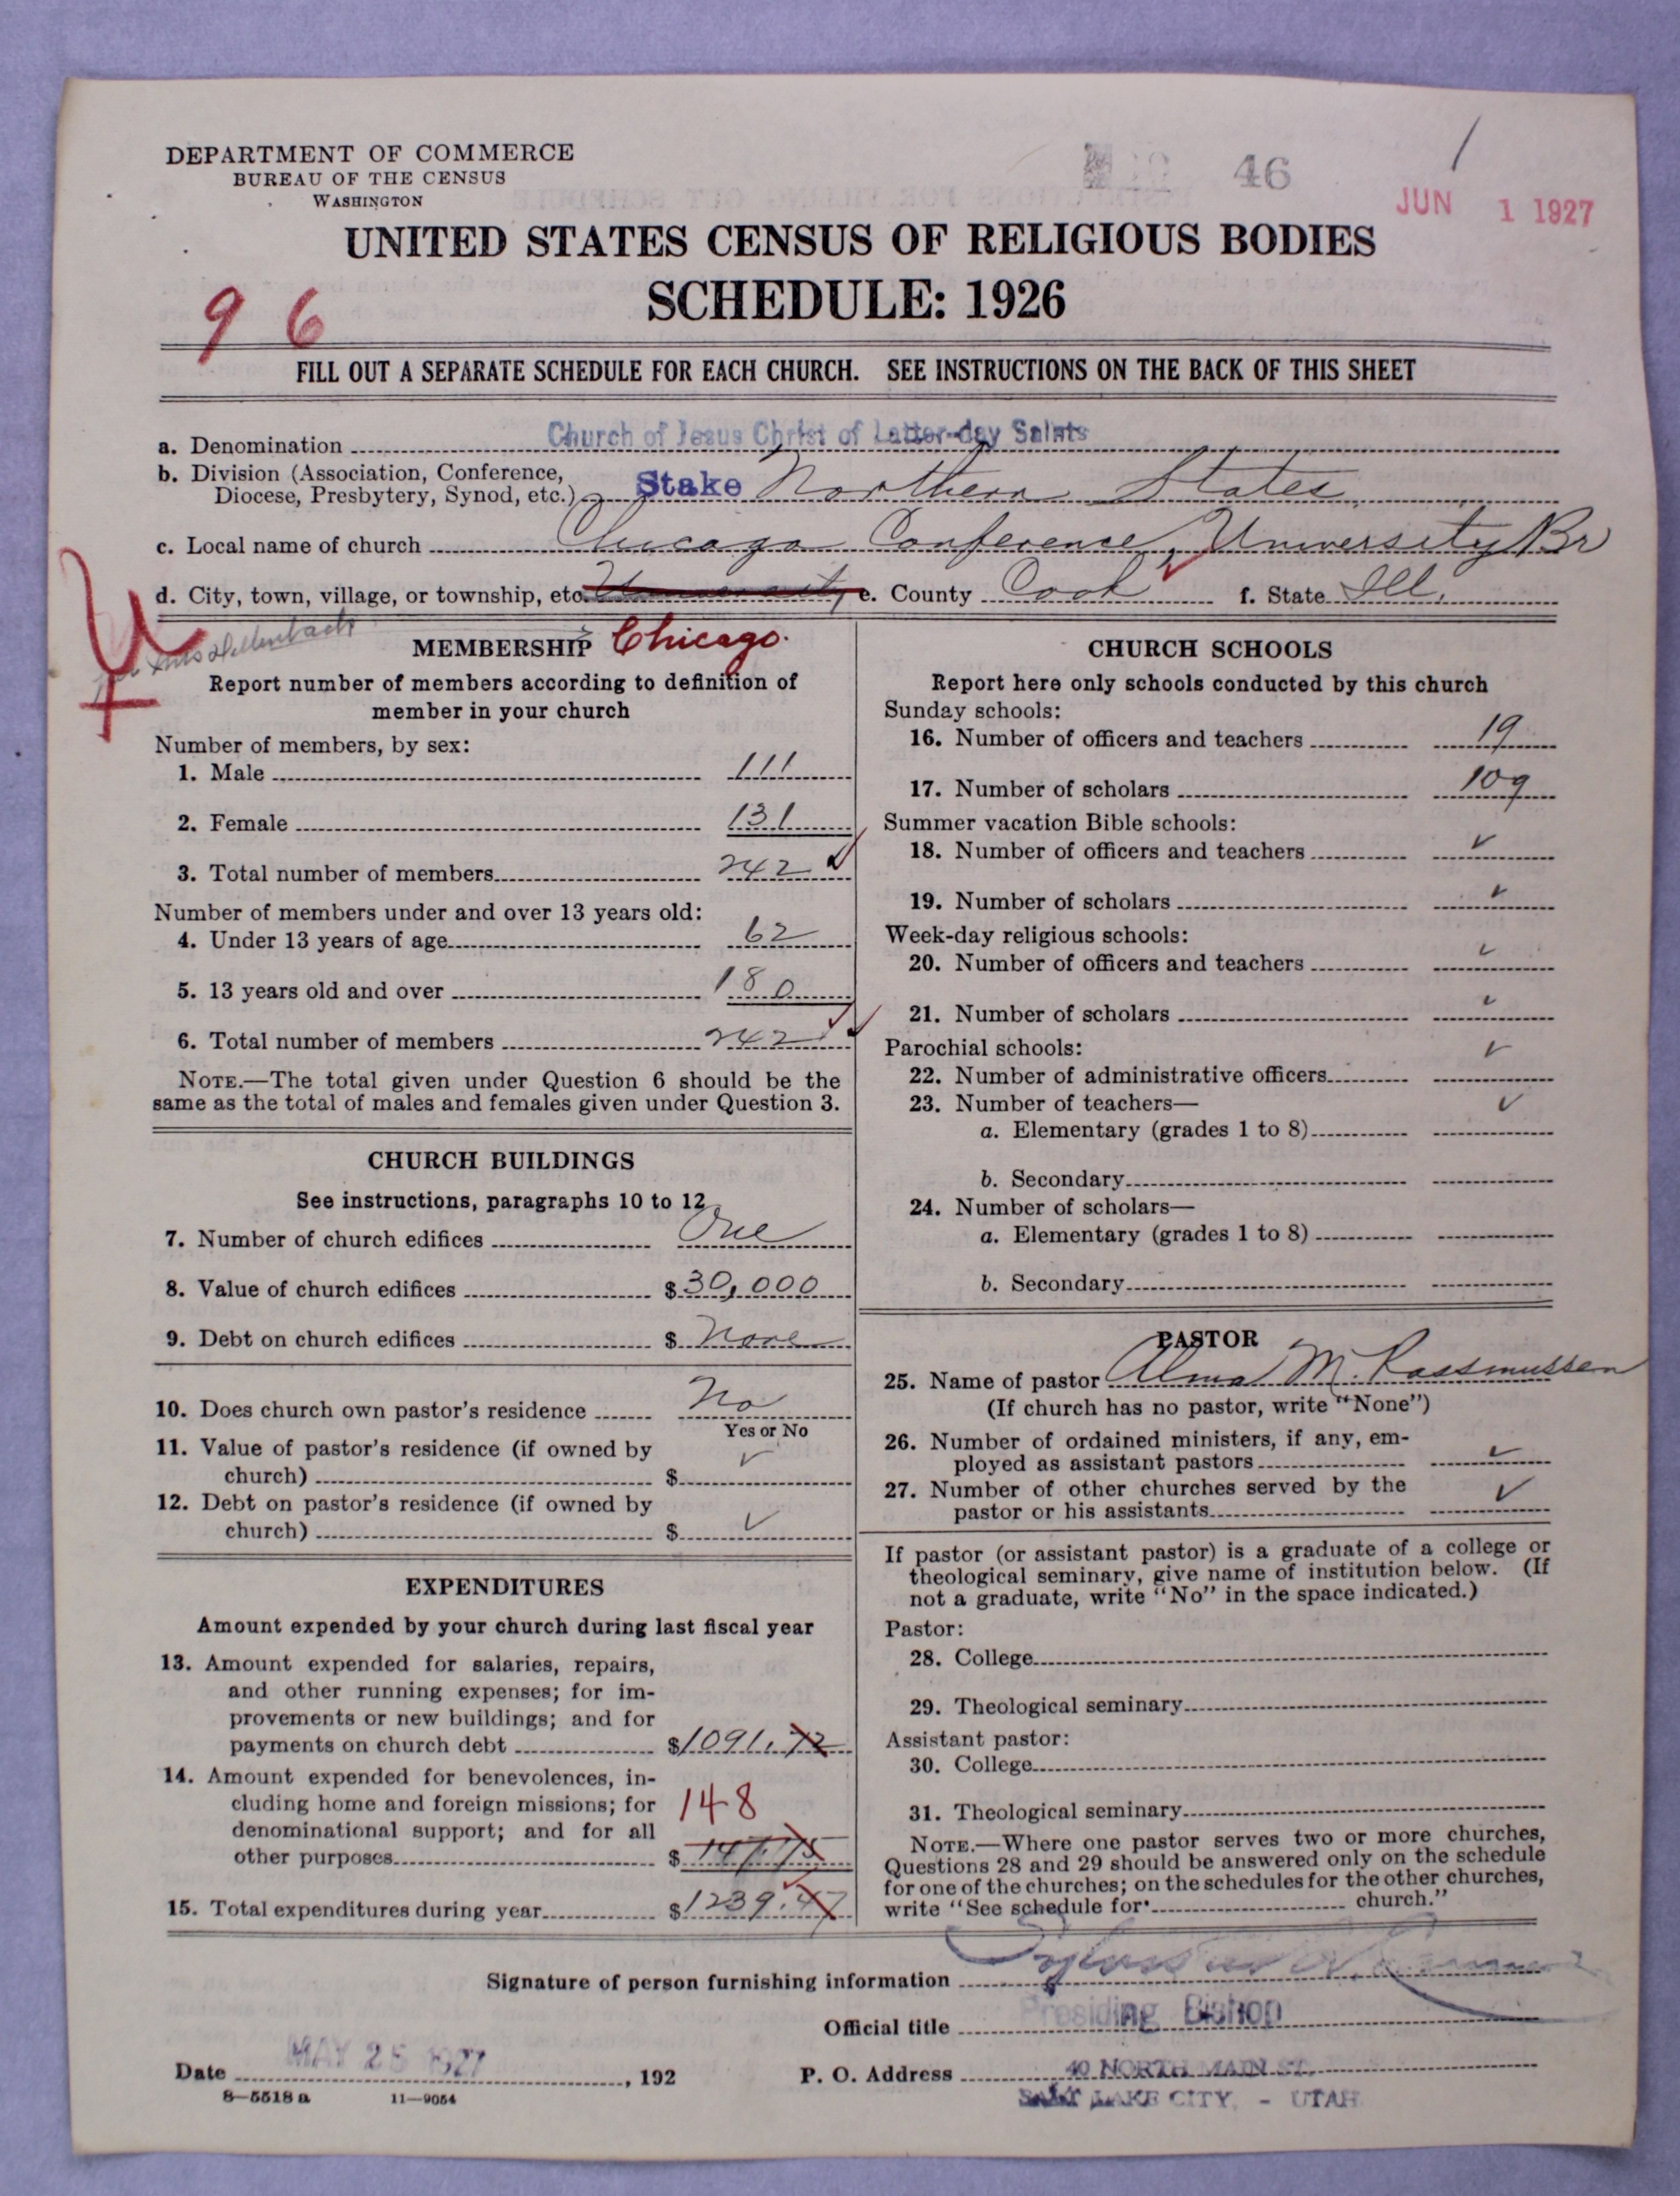 DEPARTMENT OF COMMERCE
BUREAU OF THE CENSUS
WASHINGTON
46
JUN 1 1927
UNITED STATES CENSUS OF RELIGIOUS BODIES
SCHEDULE: 1926
9 6
FILL OUT A SEPARATE SCHEDULE FOR EACH CHURCH. SEE INSTRUCTIONS ON THE BACK OF THIS SHEET
a. Denomination Church of Jesus Christ of Latter-day Saints
b. Division (Association, Conference,
Diocese, Presbytery, Synod, etc.) Stake Northern States
c. Local name of church Chicago Conference, University Br
d. City, town, village, or township, etc. e. County Cook f. State Ill.
MEMBERSHIP Chicago.
Report number of members according to definition of
member in your church
Number of members, by sex:
1. Male 111
2. Female 131
3. Total number of members 242
Number of members under and over 13 years old:
4. Under 13 years of age 62
5. 13 years old and over 180
6. Total number of members 242
NOTE.—The total given under Question 6 should be the
same as the total of males and females given under Question 3.
CHURCH BUILDINGS
See instructions, paragraphs 10 to 12
7. Number of church edifices One
8. Value of church edifices $30,000
9. Debt on church edifices $ None
10. Does church own pastor's residence No
Yes or No
11. Value of pastor's residence (if owned by
church) $ ✓
12. Debt on pastor's residence (if owned by
church) $ ✓
EXPENDITURES
Amount expended by your church during last fiscal year
13. Amount expended for salaries, repairs,
and other running expenses; for im-
provements or new buildings; and for
payments on church debt $1091.72
14. Amount expended for benevolences, in-
cluding home and foreign missions; for 148
denominational support; and for all
other purposes $ 147.75
15. Total expenditures during year $1239.47
CHURCH SCHOOLS
Report here only schools conducted by this church
Sunday schools:
16. Number of officers and teachers 19
17. Number of scholars 109
Summer vacation Bible schools:
18. Number of officers and teachers ✓
19. Number of scholars ✓
Week-day religious schools:
20. Number of officers and teachers ✓
21. Number of scholars ✓
Parochial schools:
22. Number of administrative officers ✓
23. Number of teachers— ✓
a. Elementary (grades 1 to 8)
b. Secondary
24. Number of scholars—
a. Elementary (grades 1 to 8)
b. Secondary
PASTOR
25. Name of pastor Alma M. Rassmussen
(If church has no pastor, write "None")
26. Number of ordained ministers, if any, em-
ployed as assistant pastors ✓
27. Number of other churches served by the
pastor or his assistants ✓
If pastor (or assistant pastor) is a graduate of a college or
theological seminary, give name of institution below. (If
not a graduate, write "No" in the space indicated.)
Pastor:
28. College
29. Theological seminary
Assistant pastor:
30. College
31. Theological seminary
NOTE.—Where one pastor serves two or more churches,
Questions 28 and 29 should be answered only on the schedule
for one of the churches; on the schedules for the other churches,
write "See schedule for church."
Signature of person furnishing information
Official title Presiding Bishop
Date MAY 25 1927, 192
P. O. Address 40 NORTH MAIN ST.
SALT LAKE CITY, - UTAH
8—5518 a 11—9054